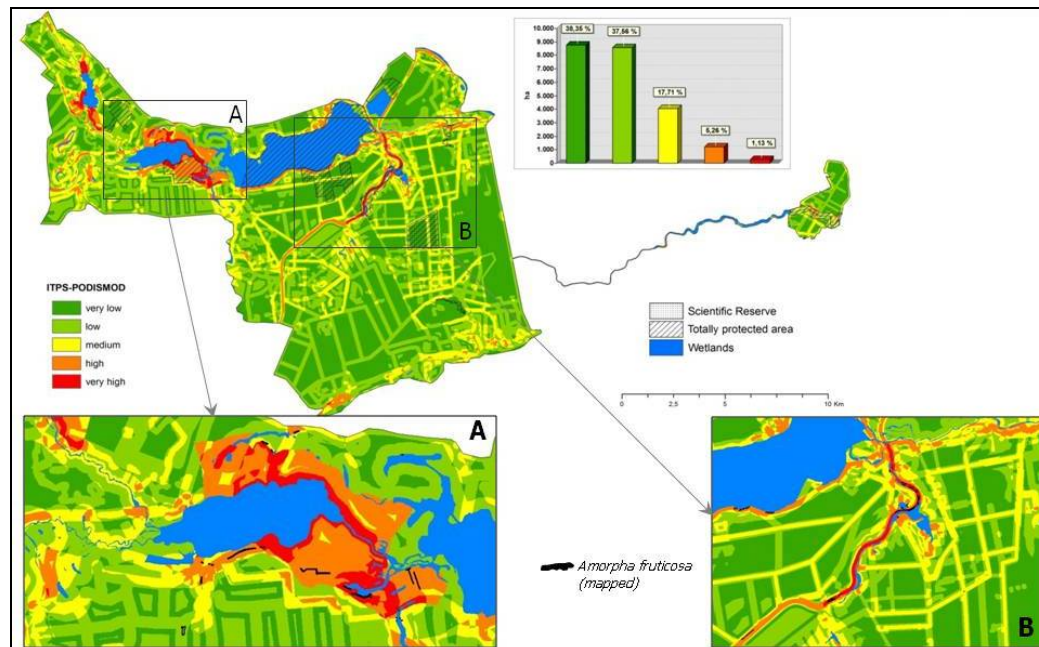 38,35 %
37,56 %
17,71 %
5,26 %
1,13 %
10.000
9.000
8.000
7.000
6.000
5.000
4.000
3.000
2.000
1.000
0
ha
A
B
ITPS-PODISMOD
very low
low
medium
high
very high
Scientific Reserve
Totally protected area
Wetlands
0 2,5 5 10 Km
A
Amorpha fruticosa
(mapped)
B